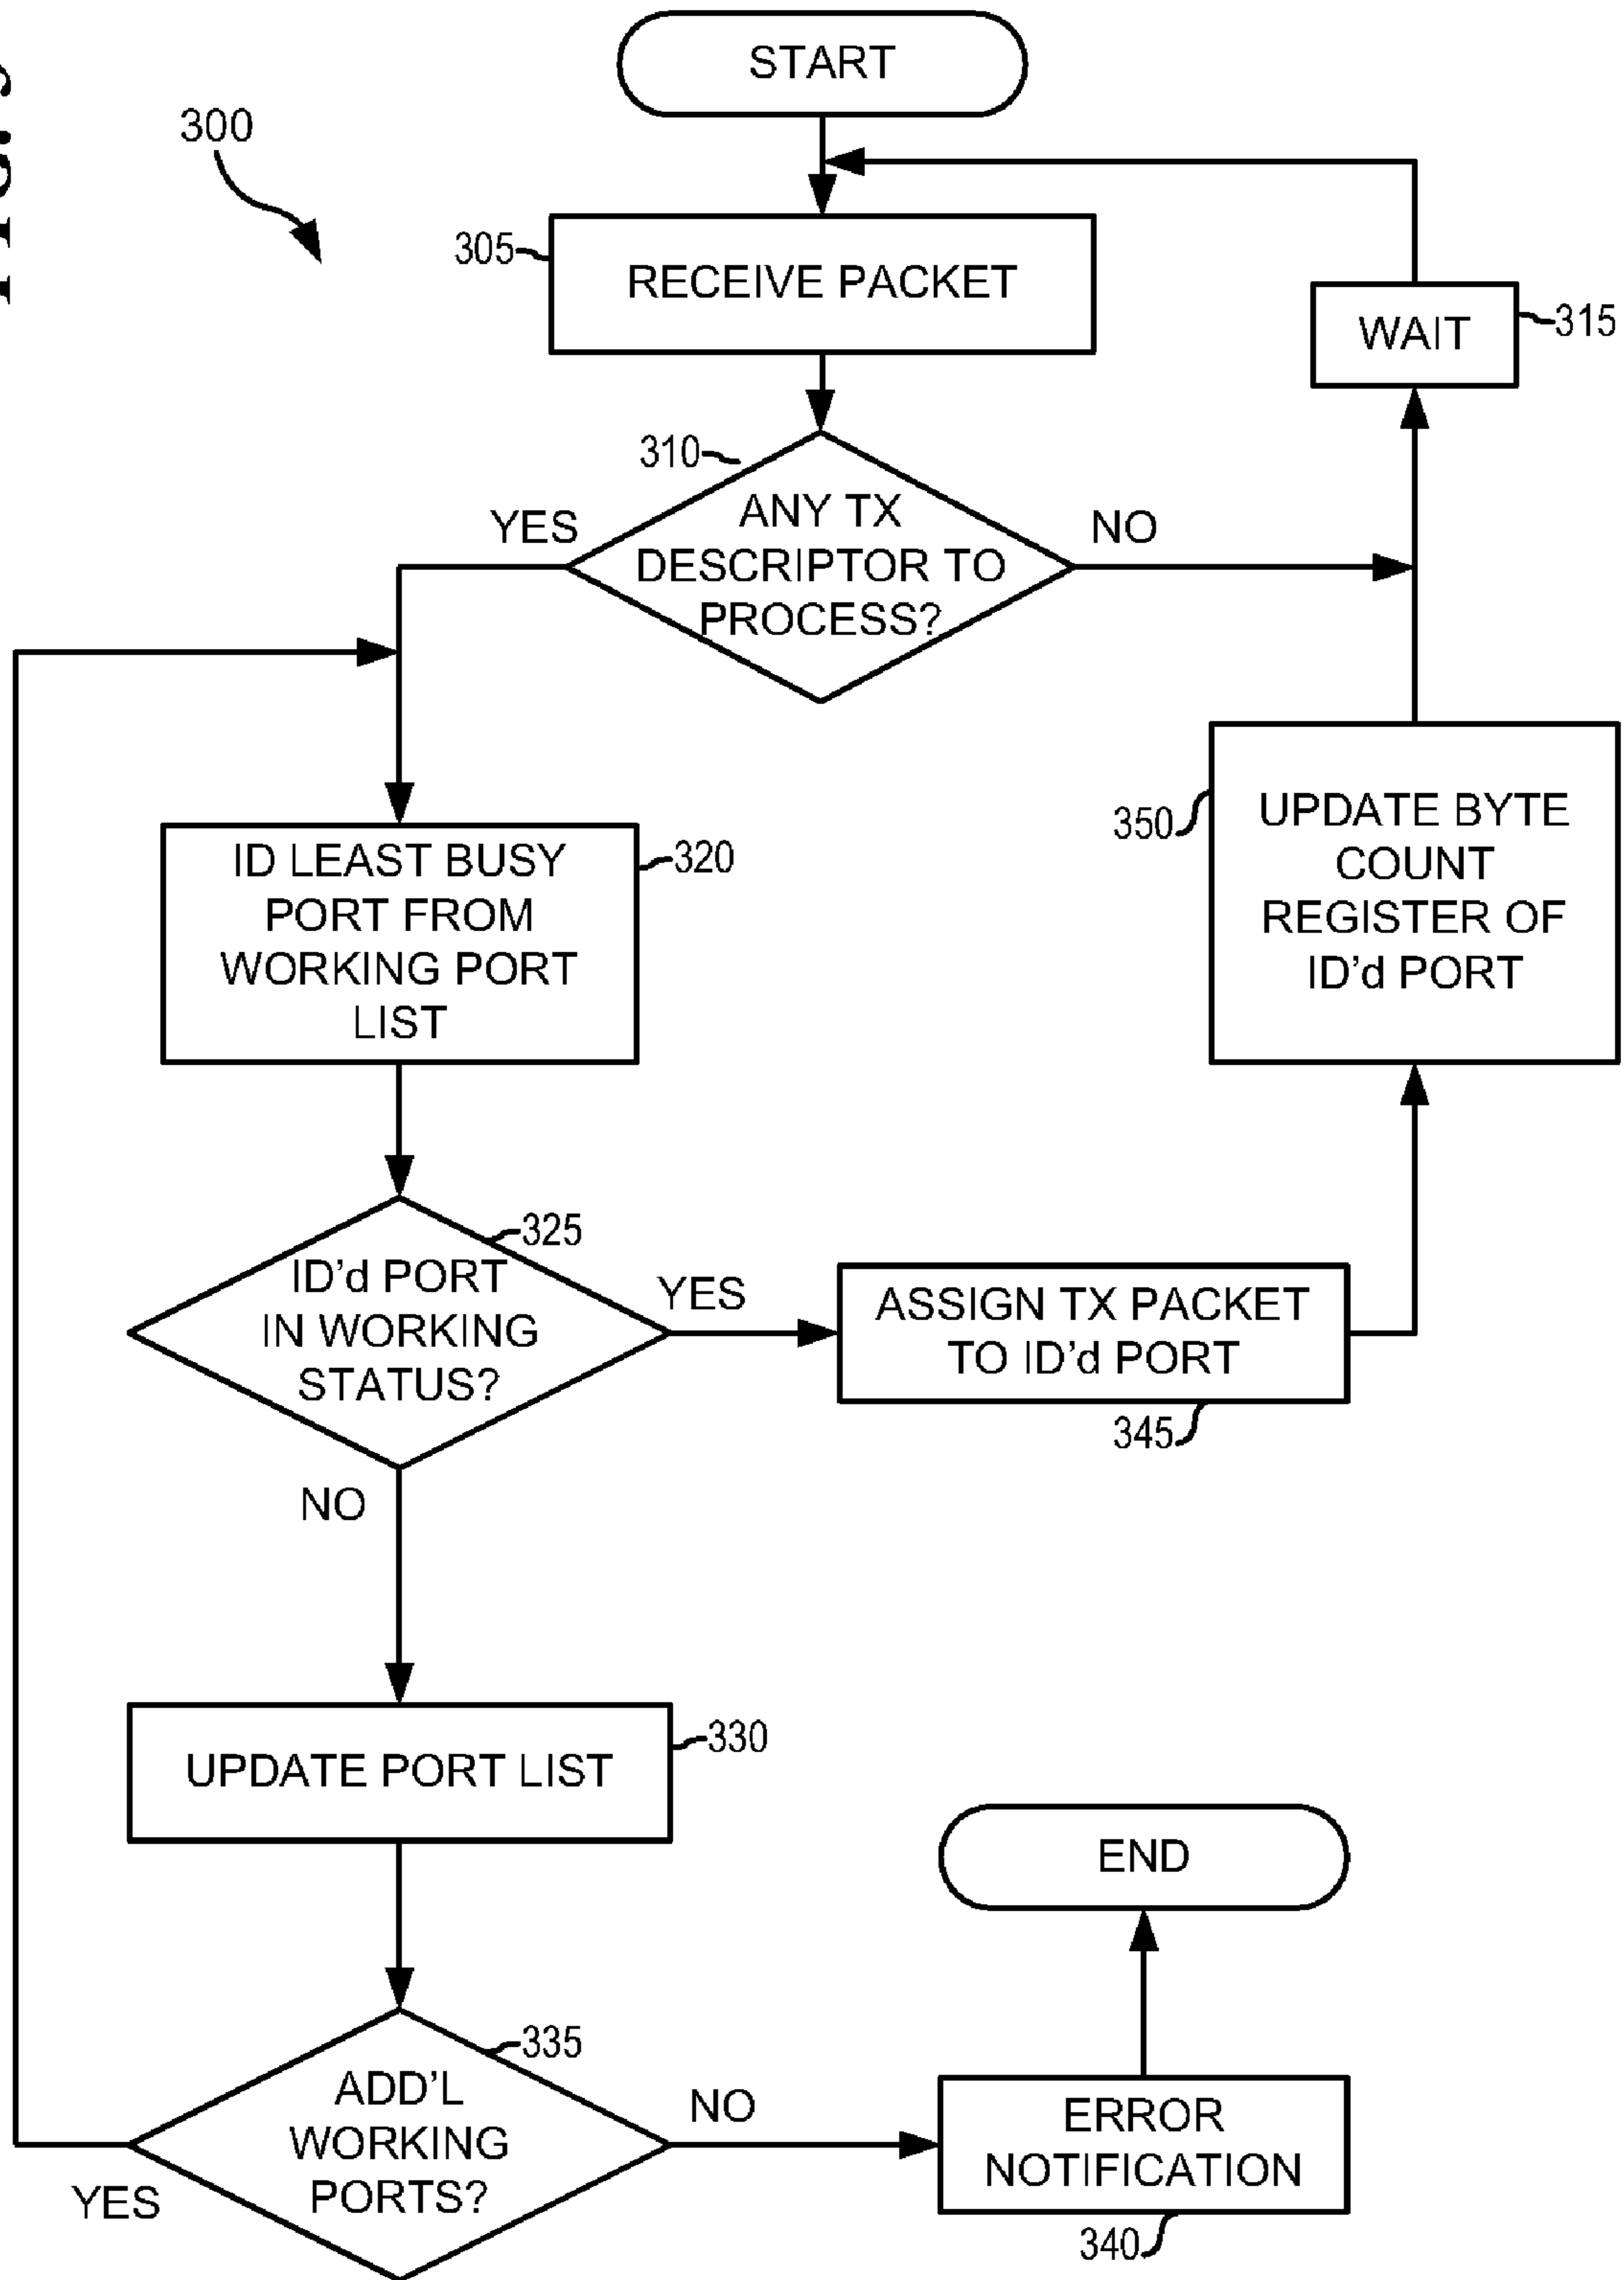 START
300
305
RECEIVE PACKET
WAIT
315
310
ANY TX
DESCRIPTOR TO
PROCESS?
YES
NO
ID LEAST BUSY
PORT FROM
WORKING PORT
LIST
320
350
UPDATE BYTE
COUNT
REGISTER OF
ID'd PORT
325
ID'd PORT
IN WORKING
STATUS?
YES
ASSIGN TX PACKET
TO ID'd PORT
345
NO
UPDATE PORT LIST
330
END
335
ADD'L
WORKING
PORTS?
NO
YES
ERROR
NOTIFICATION
340